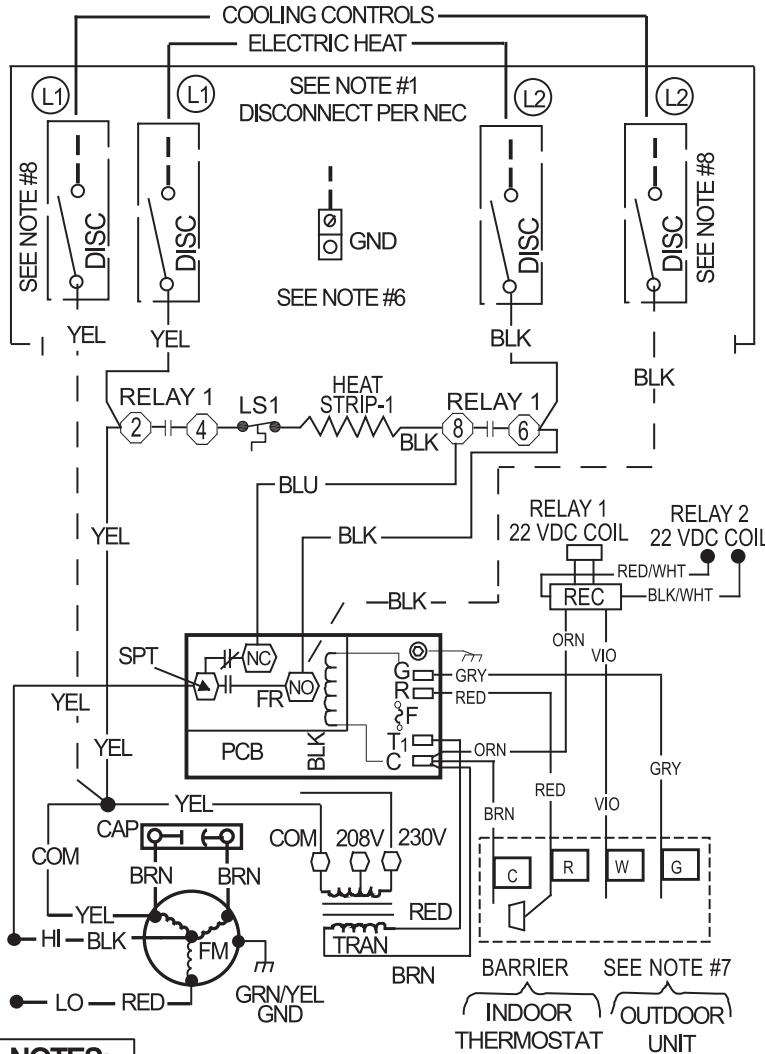 COOLING CONTROLS
ELECTRIC HEAT
L1
L1
SEE NOTE #1
DISCONNECT PER NEC
L2
L2
SEE NOTE #8
DISC
DISC
GND
SEE NOTE #6
DISC
DISC
SEE NOTE #8
YEL
YEL
BLK
BLK
RELAY 1
2
4
LS1
HEAT
STRIP-1
BLK
RELAY 1
8
6
BLU
YEL
BLK
RELAY 1
22 VDC COIL
RELAY 2
22 VDC COIL
RED/WHT
REC
BLK/WHT
BLK
ORN
VIO
SPT
NC
FR
NO
G
R
F
T1
C
GRY
RED
YEL
YEL
PCB
BLK
ORN
BRN
RED
VIO
GRY
YEL
CAP
COM
COM
208V
230V
BRN
BRN
C
R
W
G
YEL
HI
BLK
FM
RED
TRAN
BRN
GRN/YEL
GND
LO
RED
BARRIER
SEE NOTE #7
INDOOR
THERMOSTAT
OUTDOOR
UNIT
NOTES: